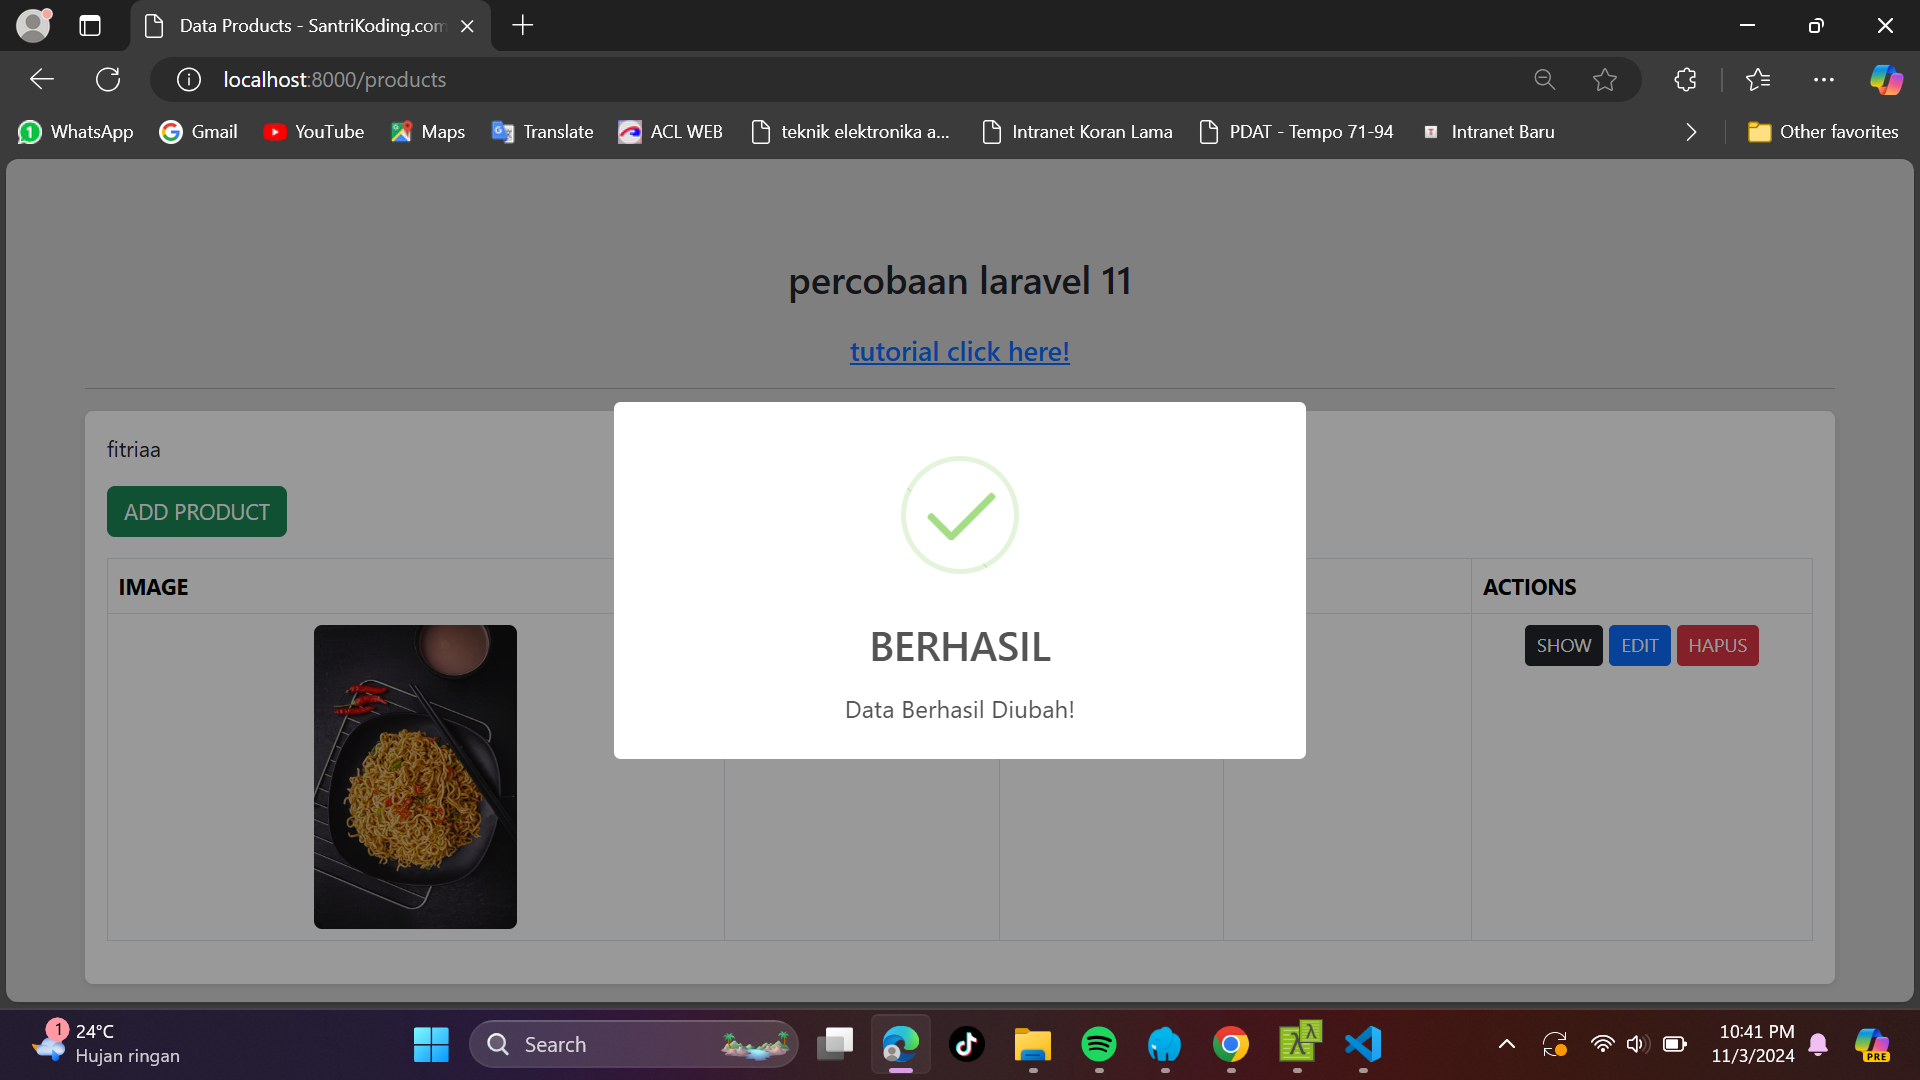 Data Products - SantriKoding.com
localhost:8000/products
WhatsApp
Gmail
YouTube
Maps
Translate
ACL WEB
teknik elektronika a...
Intranet Koran Lama
PDAT - Tempo 71-94
Intranet Baru
Other favorites
percobaan laravel 11
tutorial click here!
fitriaa
ADD PRODUCT
IMAGE
ACTIONS
SHOW
EDIT
HAPUS
BERHASIL
Data Berhasil Diubah!
1
24°C
Hujan ringan
Search
10:41 PM
11/3/2024
PRE